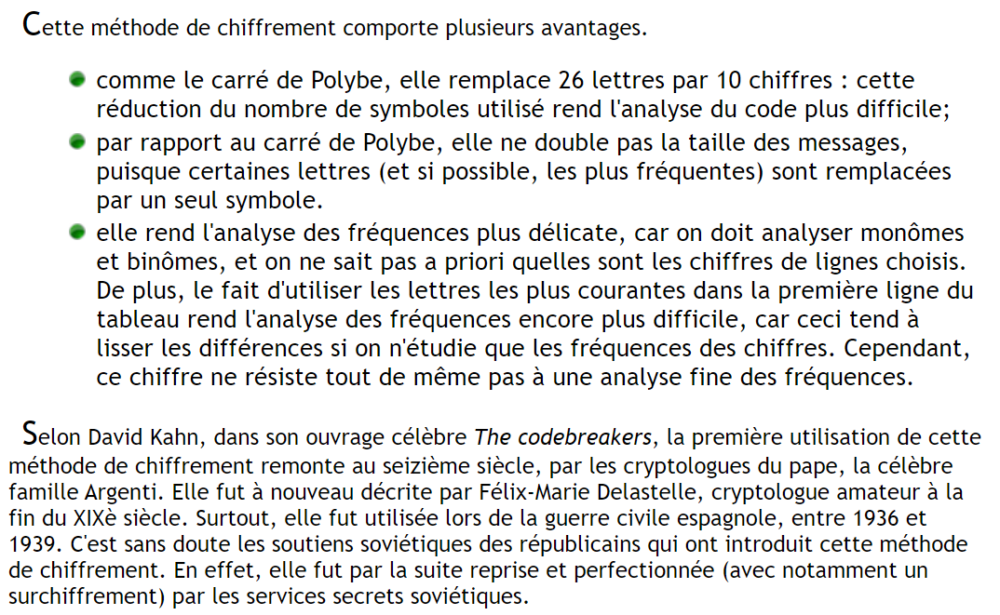 Cette méthode de chiffrement comporte plusieurs avantages.
comme le carré de Polybe, elle remplace 26 lettres par 10 chiffres : cette
réduction du nombre de symboles utilisé rend l'analyse du code plus difficile;
par rapport au carré de Polybe, elle ne double pas la taille des messages,
puisque certaines lettres (et si possible, les plus fréquentes) sont remplacées
par un seul symbole.
elle rend l'analyse des fréquences plus délicate, car on doit analyser monômes
et binômes, et on ne sait pas a priori quelles sont les chiffres de lignes choisis.
De plus, le fait d'utiliser les lettres les plus courantes dans la première ligne du
tableau rend l'analyse des fréquences encore plus difficile, car ceci tend à
lisser les différences si on n'étudie que les fréquences des chiffres. Cependant,
ce chiffre ne résiste tout de même pas à une analyse fine des fréquences.
Selon David Kahn, dans son ouvrage célèbre The codebreakers, la première utilisation de cette
méthode de chiffrement remonte au seizième siècle, par les cryptologues du pape, la célèbre
famille Argenti. Elle fut à nouveau décrite par Félix-Marie Delastelle, cryptologue amateur à la
fin du XIXè siècle. Surtout, elle fut utilisée lors de la guerre civile espagnole, entre 1936 et
1939. C'est sans doute les soutiens soviétiques des républicains qui ont introduit cette méthode
de chiffrement. En effet, elle fut par la suite reprise et perfectionnée (avec notamment un
surchiffrement) par les services secrets soviétiques.